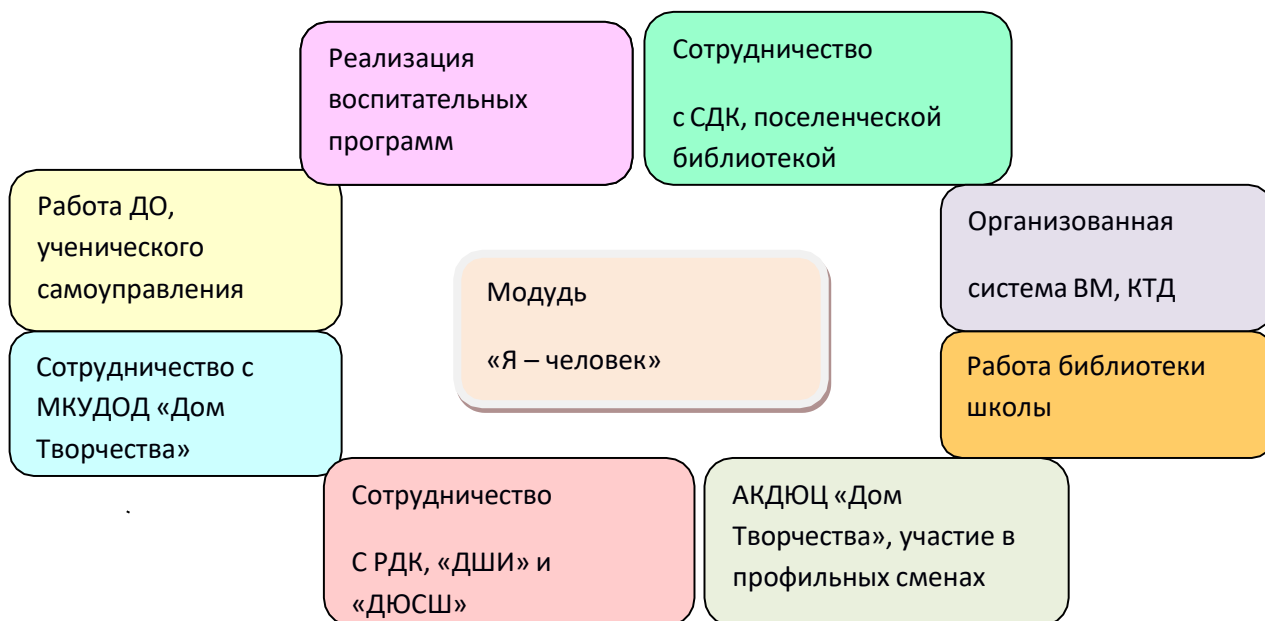 Реализация
воспитательных
программ
Сотрудничество
с СДК, поселенческой
библиотекой
Работа ДО,
ученического
самоуправления
Организованная
система ВМ, КТД
Модудь
«Я – человек»
Сотрудничество с
МКУДОД «Дом
Творчества»
Работа библиотеки
школы
Сотрудничество
С РДК, «ДШИ» и
«ДЮСШ»
АКДЮЦ «Дом
Творчества», участие в
профильных сменах
.